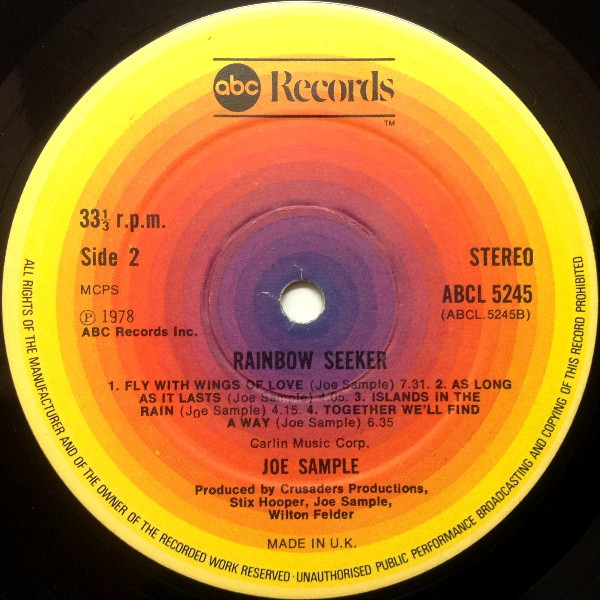 abc Records
™
33⅓ r.p.m.
Side 2
STEREO
MCPS
ABCL 5245
(ABCL.5245B)
Ⓟ 1978
ABC Records Inc.
RAINBOW SEEKER
1. FLY WITH WINGS OF LOVE (Joe Sample) 7.31. 2. AS LONG
AS IT LASTS (Joe Sample) 4.05. 3. ISLANDS IN THE
RAIN (Joe Sample) 4.15. 4. TOGETHER WE'LL FIND
A WAY (Joe Sample) 6.35
Carlin Music Corp.
JOE SAMPLE
Produced by Crusaders Productions,
Stix Hooper, Joe Sample,
Wilton Felder
MADE IN U.K.
ALL RIGHTS OF THE MANUFACTURER AND OF THE OWNER OF THE RECORDED WORK RESERVED · UNAUTHORISED PUBLIC PERFORMANCE BROADCASTING AND COPYING OF THIS RECORD PROHIBITED